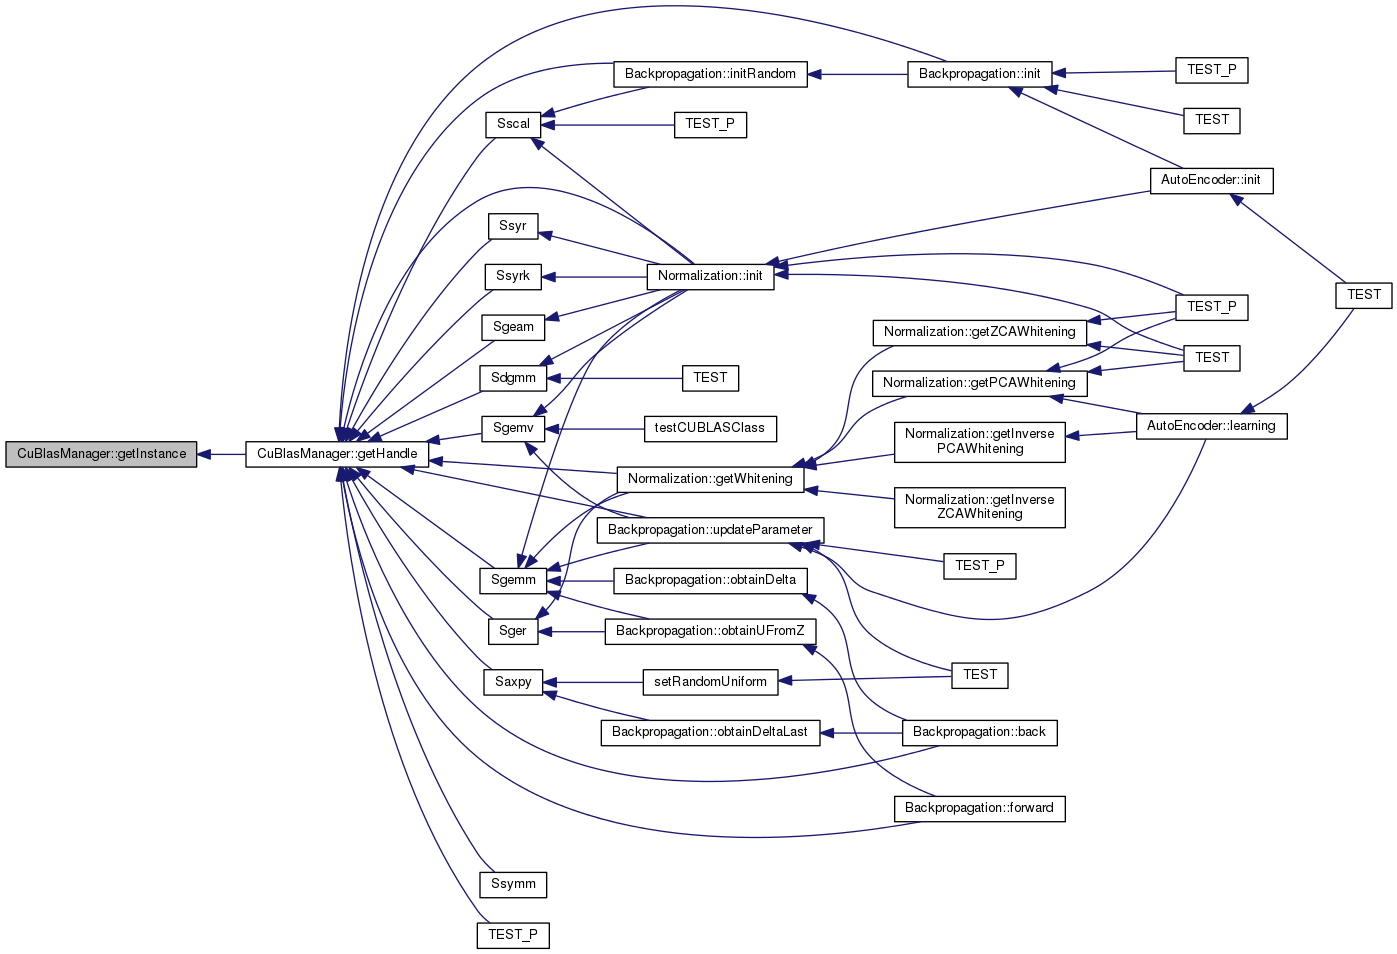 CuBlasManager::getInstance
CuBlasManager::getHandle
Backpropagation::initRandom
Backpropagation::init
TEST_P
TEST
Sscal
TEST_P
AutoEncoder::init
Ssyr
Ssyrk
Normalization::init
TEST
Sgeam
TEST_P
Normalization::getZCAWhitening
TEST
Sdgmm
TEST
Normalization::getPCAWhitening
Sgemv
testCUBLASClass
AutoEncoder::learning
Normalization::getInverse
PCAWhitening
Normalization::getWhitening
Normalization::getInverse
ZCAWhitening
Backpropagation::updateParameter
TEST_P
Sgemm
Backpropagation::obtainDelta
Sger
Backpropagation::obtainUFromZ
Saxpy
setRandomUniform
TEST
Backpropagation::obtainDeltaLast
Backpropagation::back
Backpropagation::forward
Ssymm
TEST_P